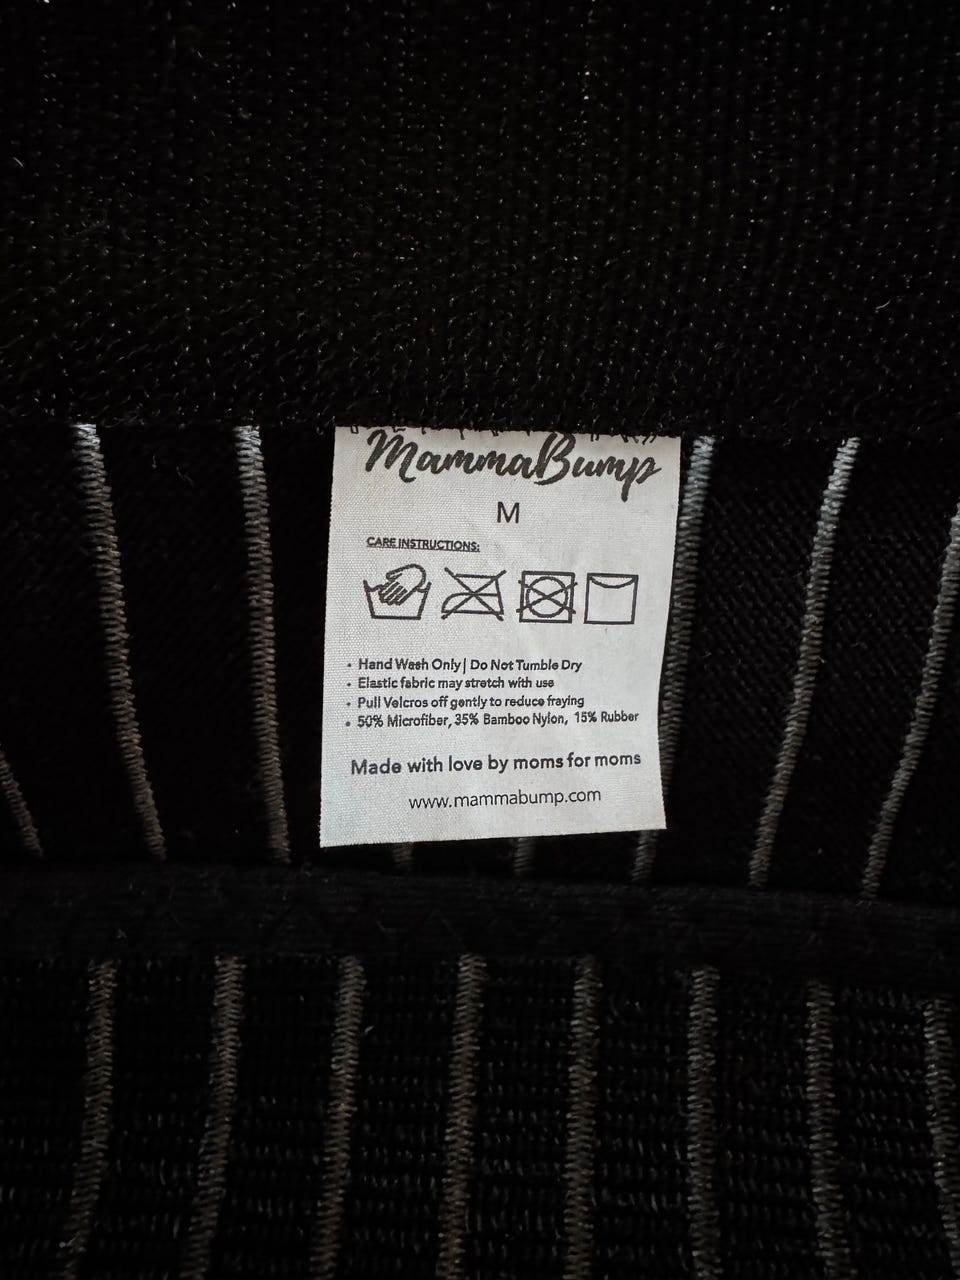 MammaBump
M
CARE INSTRUCTIONS:
• Hand Wash Only | Do Not Tumble Dry
• Elastic fabric may stretch with use
• Pull Velcros off gently to reduce fraying
• 50% Microfiber, 35% Bamboo Nylon, 15% Rubber
Made with love by moms for moms
www.mammabump.com